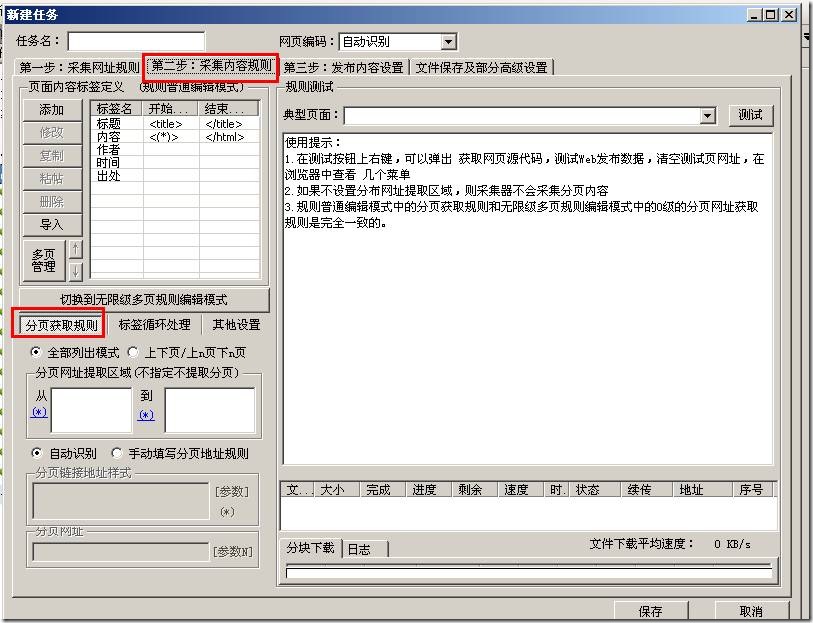 新建任务
任务名：
网页编码：
自动识别
第一步：采集网址规则
第二步：采集内容规则
第三步：发布内容设置
文件保存及部分高级设置
页面内容标签定义 （规则普通编辑模式）
添加
修改
复制
粘帖
删除
导入
多页
管理
↑
↓
标签名 开始... 结束...
标题 <title> </title>
内容 <(*)> </html>
作者
时间
出处
切换到无限级多页规则编辑模式
分页获取规则
标签循环处理
其他设置
全部列出模式
上下页/上n页下n页
分页网址提取区域(不指定不提取分页)
从
(*)
到
(*)
自动识别
手动填写分页地址规则
分页链接地址样式
[参数]
(*)
分页网址
[参数N]
规则测试
典型页面：
测试
使用提示：
1.在测试按钮上右键，可以弹出 获取网页源代码，测试Web发布数据，清空测试页网址，在
浏览器中查看 几个菜单
2.如果不设置分布网址提取区域，则采集器不会采集分页内容
3.规则普通编辑模式中的分页获取规则和无限级多页规则编辑模式中的0级的分页网址获取
规则是完全一致的。
文... 大小 完成 进度 剩余 速度 时. 状态 续传 地址 序号
分块下载
日志
文件下载平均速度： 0 KB/s
保存
取消